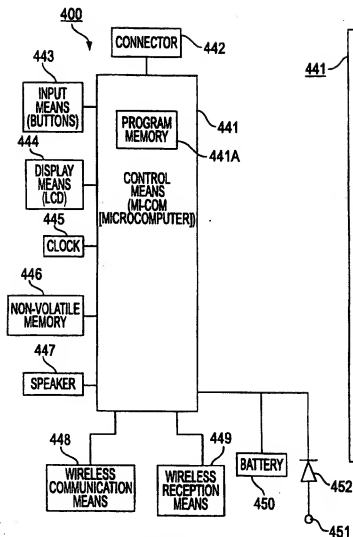 400
CONNECTOR
442
443
INPUT
MEANS
(BUTTONS)
441
441
PROGRAM
MEMORY
441A
444
DISPLAY
MEANS
(LCD)
CONTROL
MEANS
(MI-COM
[MICROCOMPUTER])
445
CLOCK
446
NON-VOLATILE
MEMORY
447
SPEAKER
448
449
WIRELESS
COMMUNICATION
MEANS
WIRELESS
RECEPTION
MEANS
BATTERY
450
452
451